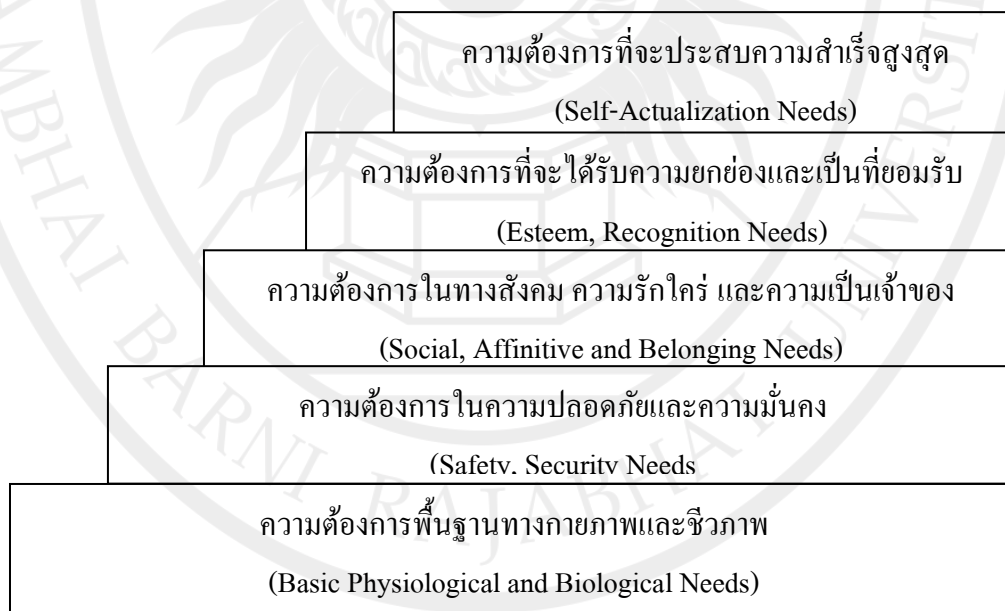 ความต้องการที่จะประสบความสำเร็จสูงสุด
(Self-Actualization Needs)
ความต้องการที่จะได้รับความยกย่องและเป็นที่ยอมรับ
(Esteem, Recognition Needs)
ความต้องการในทางสังคม ความรักใคร่ และความเป็นเจ้าของ
(Social, Affinitive and Belonging Needs)
ความต้องการในความปลอดภัยและความมั่นคง
(Safety, Security Needs
ความต้องการพื้นฐานทางกายภาพและชีวภาพ
(Basic Physiological and Biological Needs)
BARNI RAJABHAT